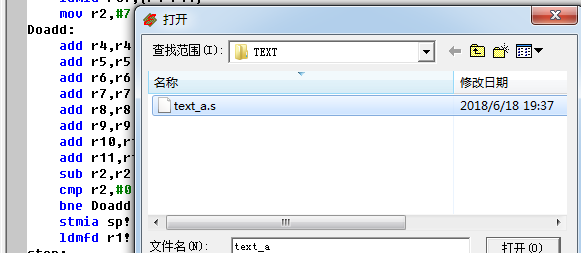 mov r2,#7
Doadd:
add r4,r4
add r5,r5
add r6,r6
add r7,r7
add r8,r8
add r9,r9
add r10,r
add r11,r
sub r2,r2
cmp r2,#0
bne Doadd
stmia sp!
ldmfd r1!
stop:
打开
查找范围(I):
TEXT
名称
修改日期
text_a.s
2018/6/18 19:37
文件名(N):
text_a
打开(O)